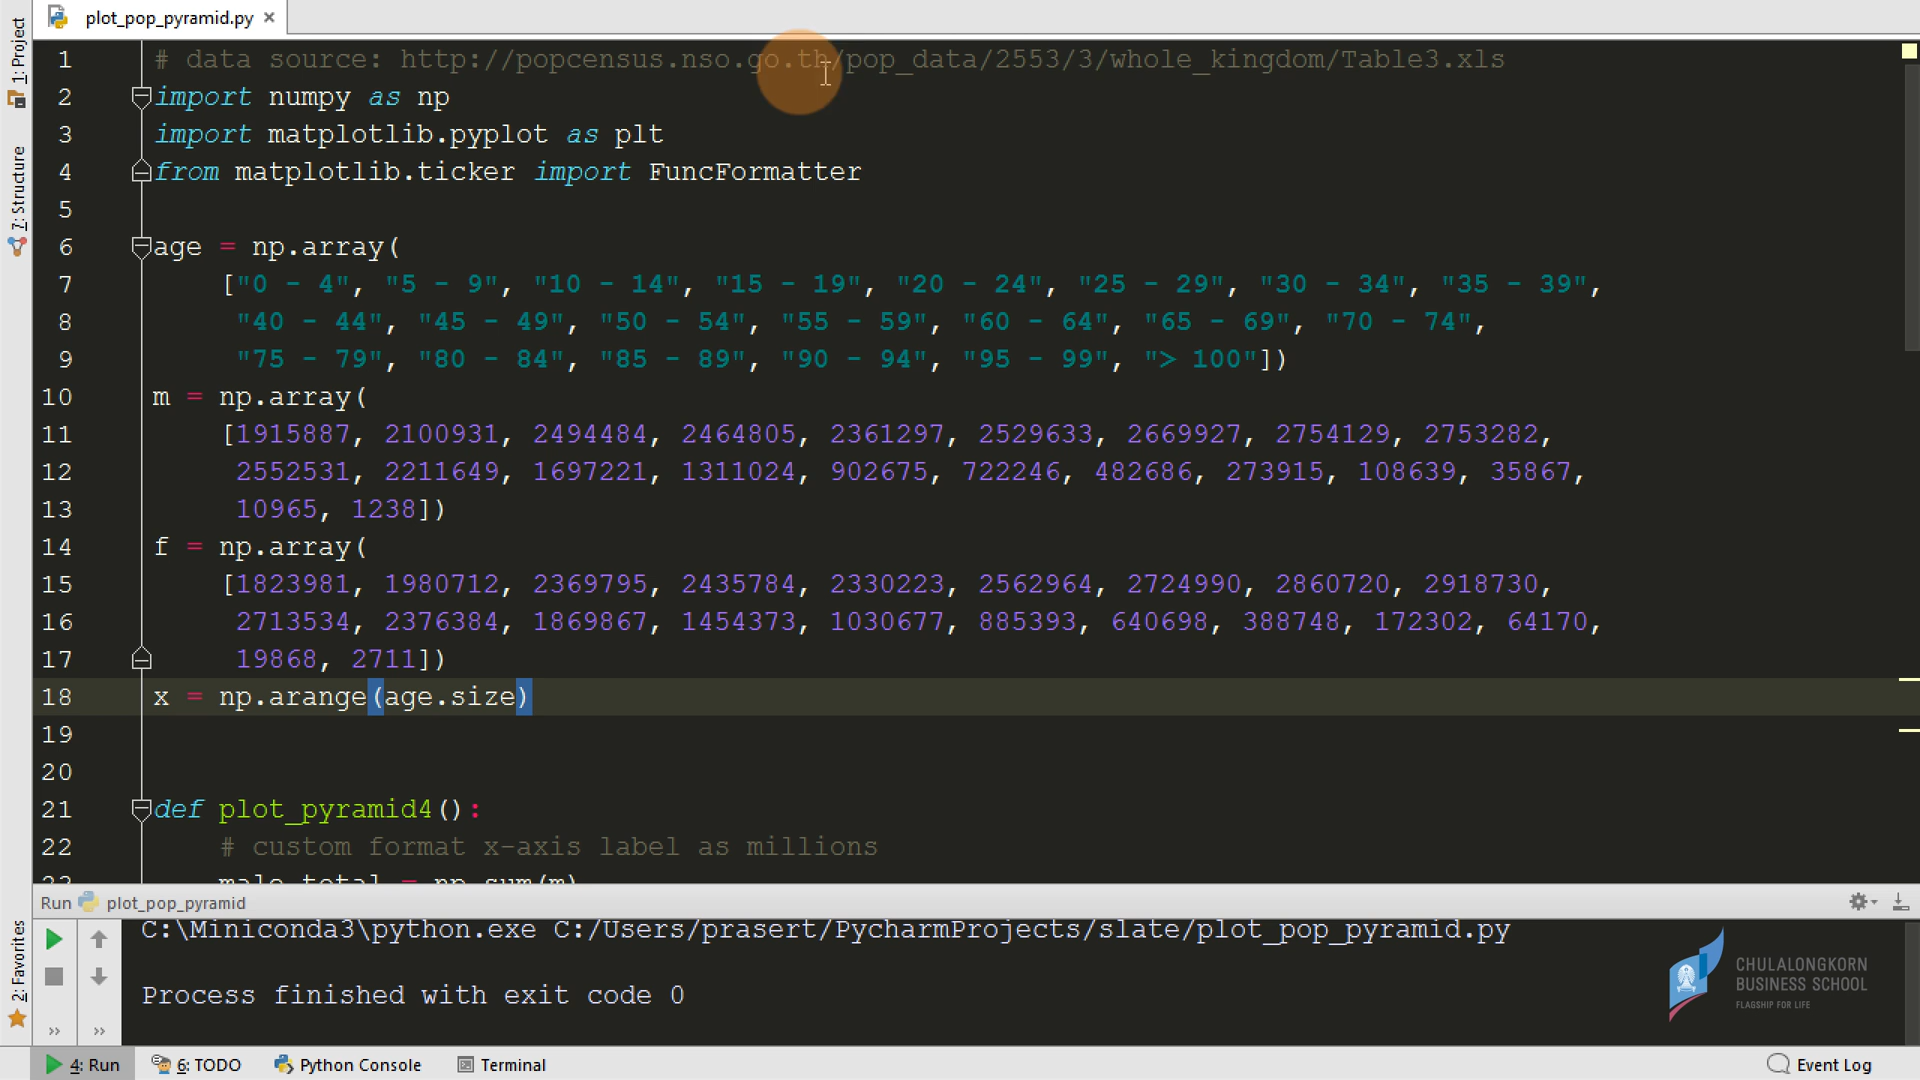 plot_pop_pyramid.py ×
1: Project
7: Structure
2: Favorites
1 # data source: http://popcensus.nso.go.th/pop_data/2553/3/whole_kingdom/Table3.xls
2 import numpy as np
3 import matplotlib.pyplot as plt
4 from matplotlib.ticker import FuncFormatter
5
6 age = np.array(
7 ["0 - 4", "5 - 9", "10 - 14", "15 - 19", "20 - 24", "25 - 29", "30 - 34", "35 - 39",
8 "40 - 44", "45 - 49", "50 - 54", "55 - 59", "60 - 64", "65 - 69", "70 - 74",
9 "75 - 79", "80 - 84", "85 - 89", "90 - 94", "95 - 99", "> 100"])
10 m = np.array(
11 [1915887, 2100931, 2494484, 2464805, 2361297, 2529633, 2669927, 2754129, 2753282,
12 2552531, 2211649, 1697221, 1311024, 902675, 722246, 482686, 273915, 108639, 35867,
13 10965, 1238])
14 f = np.array(
15 [1823981, 1980712, 2369795, 2435784, 2330223, 2562964, 2724990, 2860720, 2918730,
16 2713534, 2376384, 1869867, 1454373, 1030677, 885393, 640698, 388748, 172302, 64170,
17 19868, 2711])
18 x = np.arange(age.size)
19
20
21 def plot_pyramid4():
22 # custom format x-axis label as millions
23 male_total = np.sum(m)
Run plot_pop_pyramid
C:\Miniconda3\python.exe C:/Users/prasert/PycharmProjects/slate/plot_pop_pyramid.py
Process finished with exit code 0
CHULALONGKORN
BUSINESS SCHOOL
FLAGSHIP FOR LIFE
4: Run 6: TODO Python Console Terminal Event Log